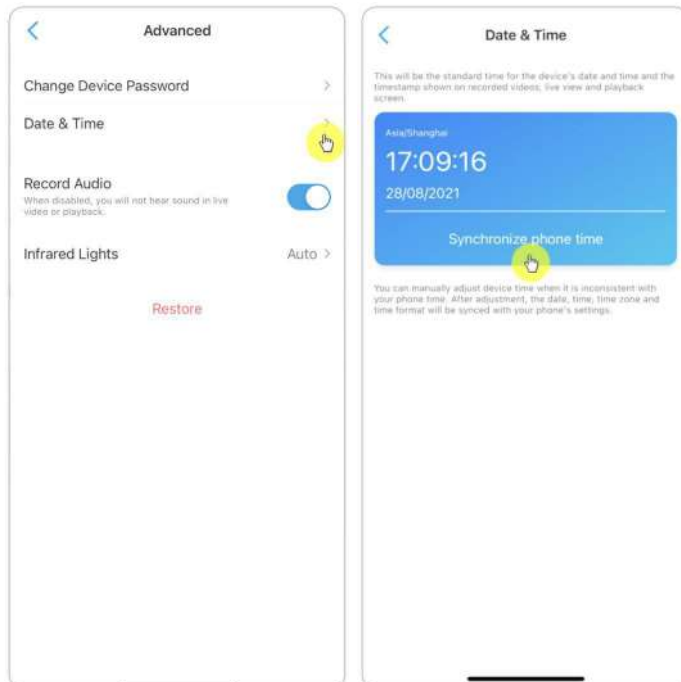 Advanced
Change Device Password
Date & Time
Record Audio
When disabled, you will not hear sound in live
video or playback.
Infrared Lights
Auto
Restore
Date & Time
This will be the standard time for the device's date and time and the
timestamp shown on recorded videos, live view and playback
screen.
Asia/Shanghai
17:09:16
28/08/2021
Synchronize phone time
You can manually adjust device time when it is inconsistent with
your phone time. After adjustment, the date, time, time zone and
time format will be synced with your phone's settings.